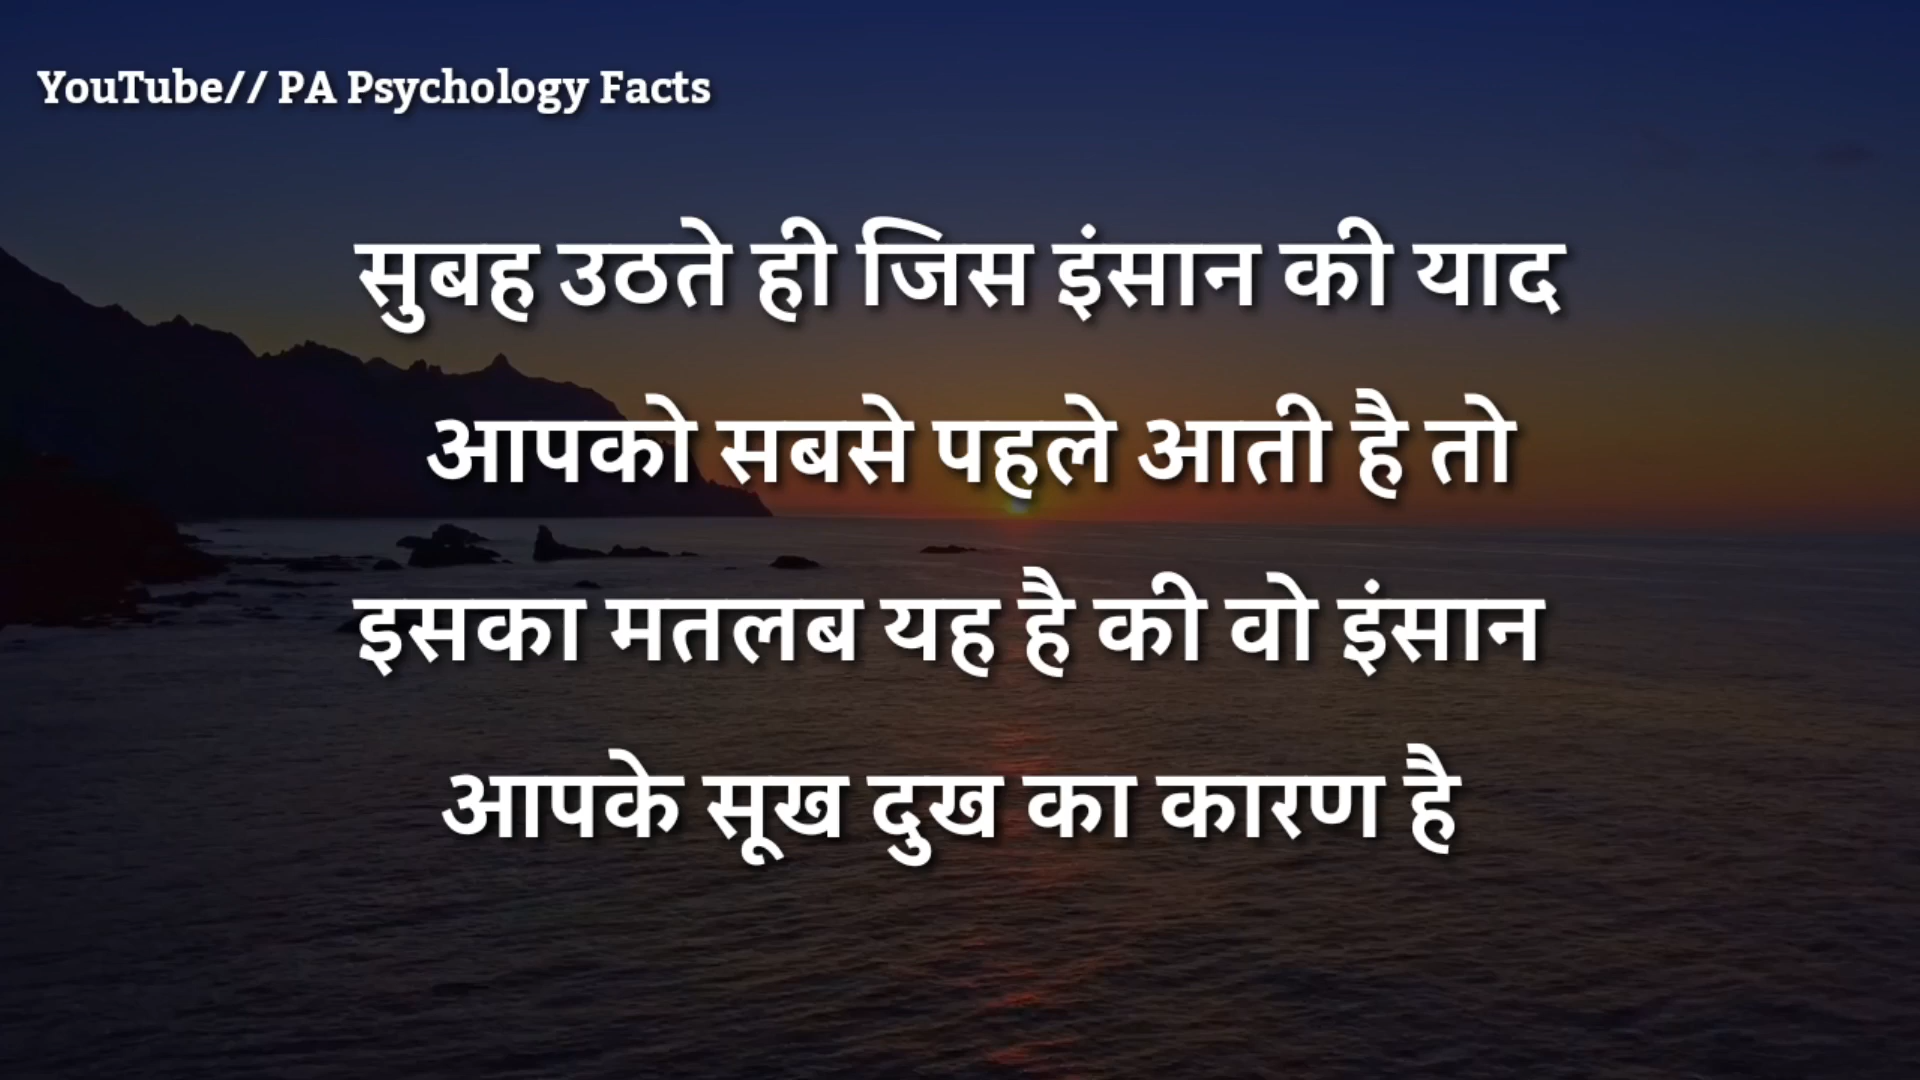 YouTube// PA Psychology Facts
सुबह उठते ही जिस इंसान की याद
आपको सबसे पहले आती है तो
इसका मतलब यह है की वो इंसान
आपके सूख दुख का कारण है